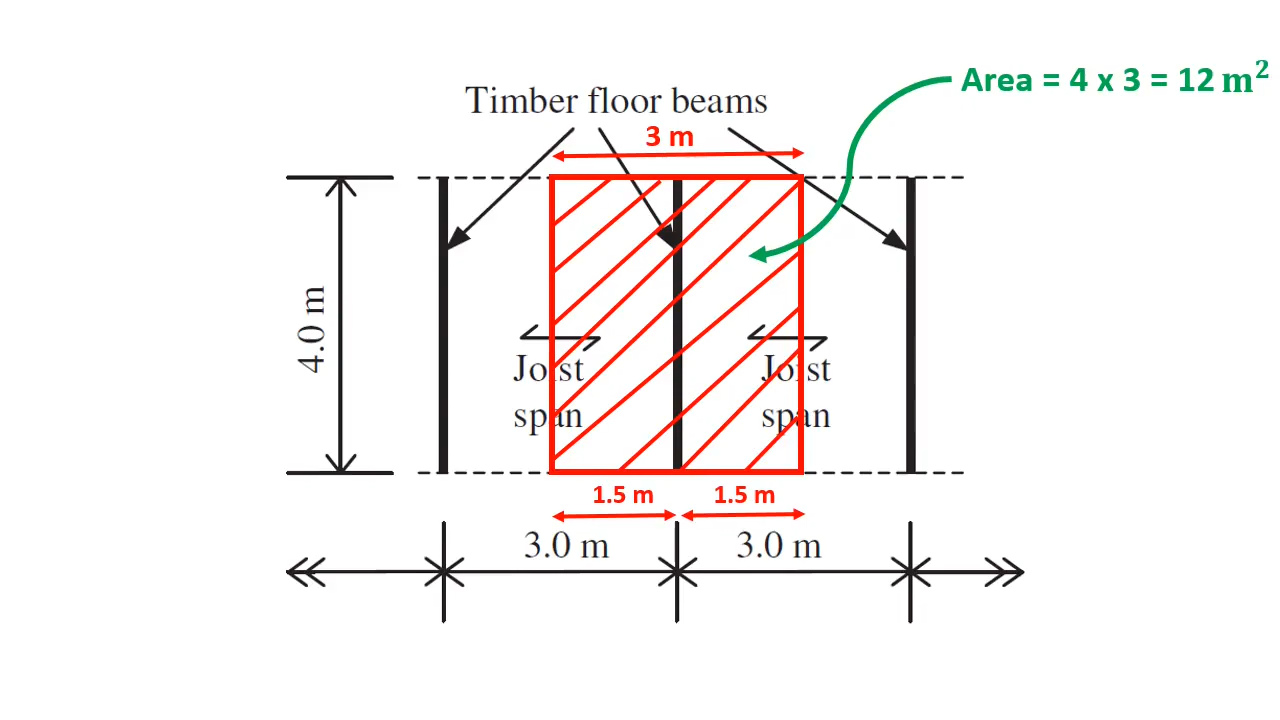 Area = 4 x 3 = 12 m²
Timber floor beams
3 m
4.0 m
Joist
span
Joist
span
1.5 m
1.5 m
3.0 m
3.0 m